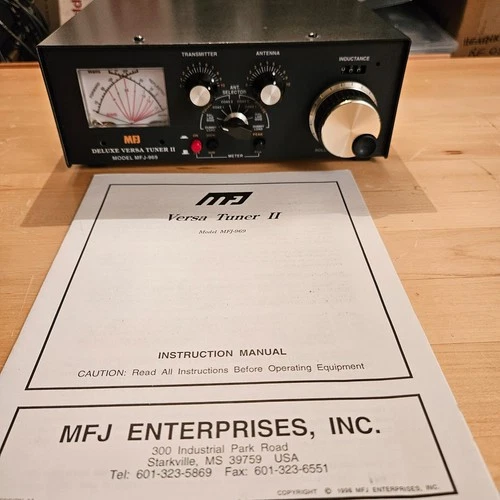 TRANSMITTER
ANTENNA
INDUCTANCE
ANT.
SELECTOR
MFJ
DELUXE VERSA TUNER II
MODEL MFJ-969
METER
MFJ
Versa Tuner II
Model MFJ-969
INSTRUCTION MANUAL
CAUTION: Read All Instructions Before Operating Equipment
MFJ ENTERPRISES, INC.
300 Industrial Park Road
Starkville, MS 39759 USA
Tel: 601-323-5869 Fax: 601-323-6551
COPYRIGHT © 1998 MFJ ENTERPRISES, INC.